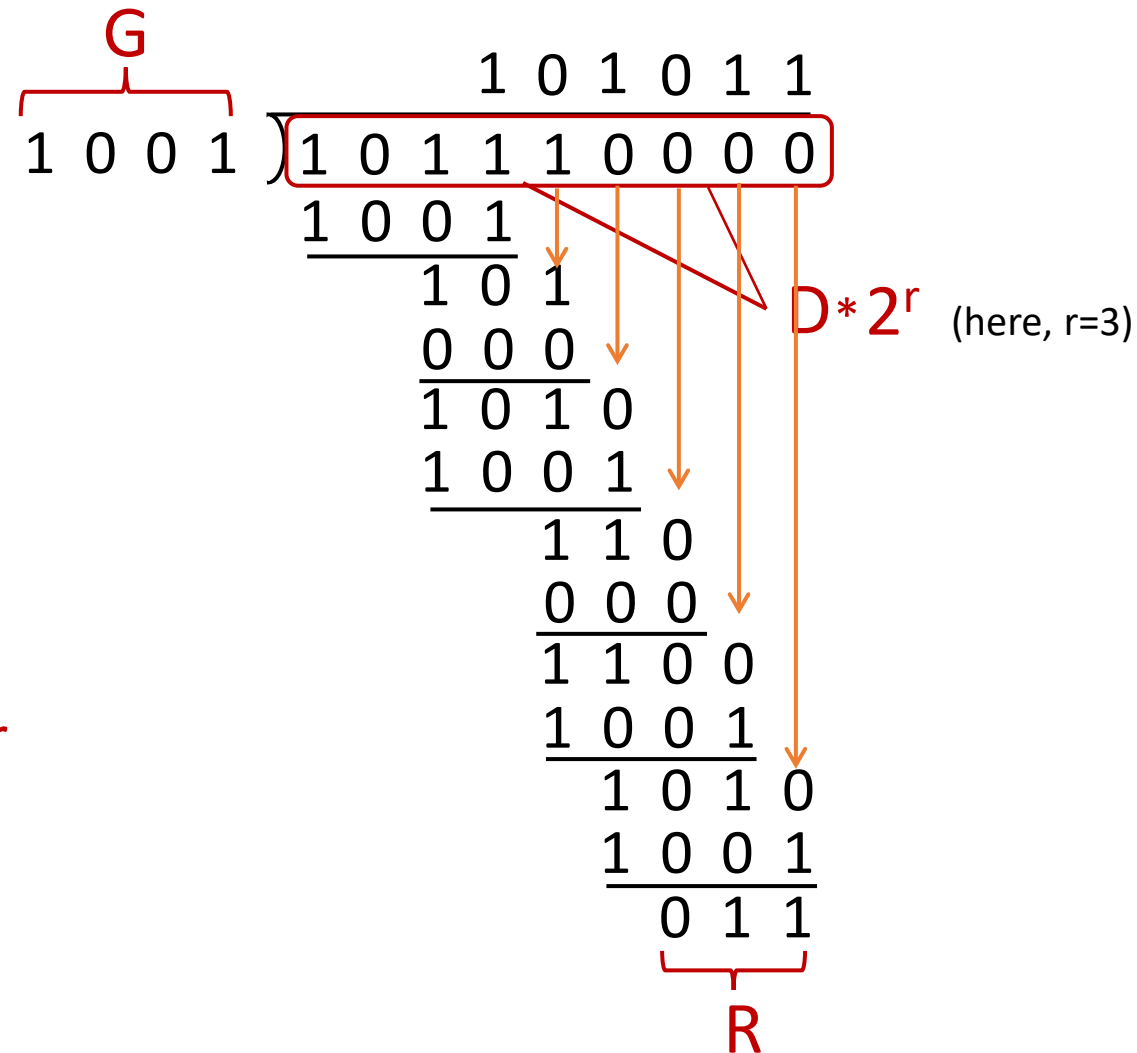 G
1 0 1 0 1 1
1 0 0 1 ) 1 0 1 1 1 0 0 0 0
1 0 0 1
1 0 1
D * 2^r (here, r=3)
0 0 0
1 0 1 0
1 0 0 1
1 1 0
0 0 0
1 1 0 0
r
1 0 0 1
1 0 1 0
1 0 0 1
0 1 1
R